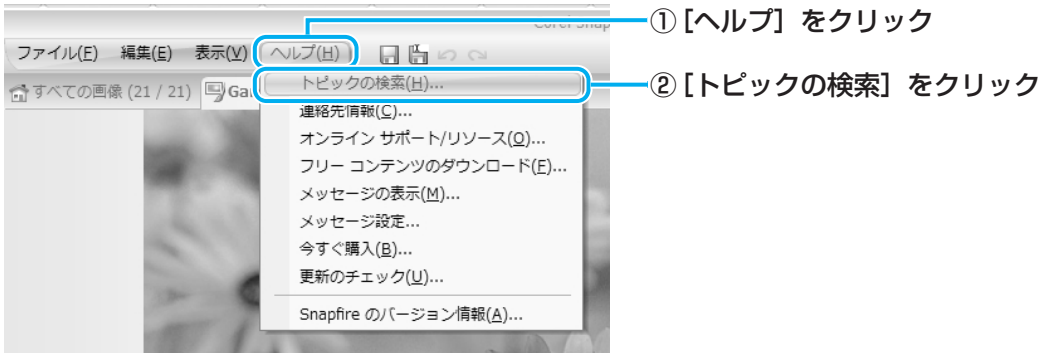 ①[ヘルプ] をクリック
ファイル(F) 編集(E) 表示(V) ヘルプ(H)
トピックの検索(H)...
②[トピックの検索] をクリック
すべての画像 (21 / 21)
連絡先情報(C)...
オンライン サポート/リソース(O)...
フリー コンテンツのダウンロード(F)...
メッセージの表示(M)...
メッセージ設定...
今すぐ購入(B)...
更新のチェック(U)...
Snapfire のバージョン情報(A)...